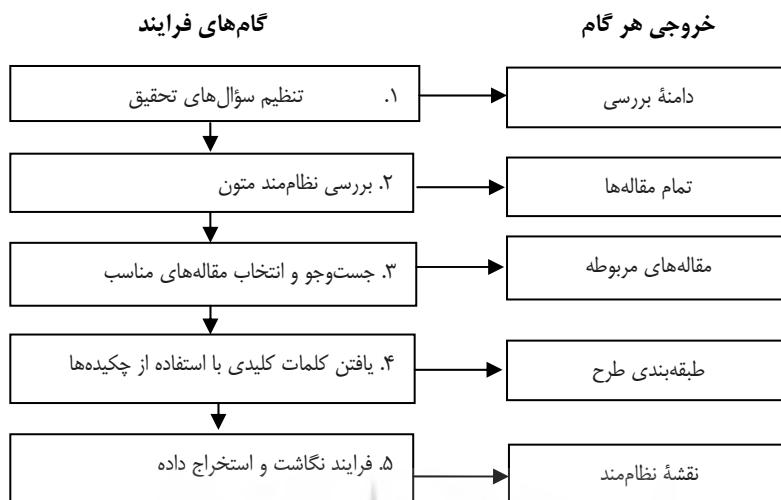 خروجی هر گام
گام‌های فرایند
۱. تنظیم سؤال‌های تحقیق
دامنهٔ بررسی
۲. بررسی نظام‌مند متون
تمام مقاله‌ها
۳. جست‌وجو و انتخاب مقاله‌های مناسب
مقاله‌های مربوطه
۴. یافتن کلمات کلیدی با استفاده از چکیده‌ها
طبقه‌بندی طرح
۵. فرایند نگاشت و استخراج داده
نقشهٔ نظام‌مند